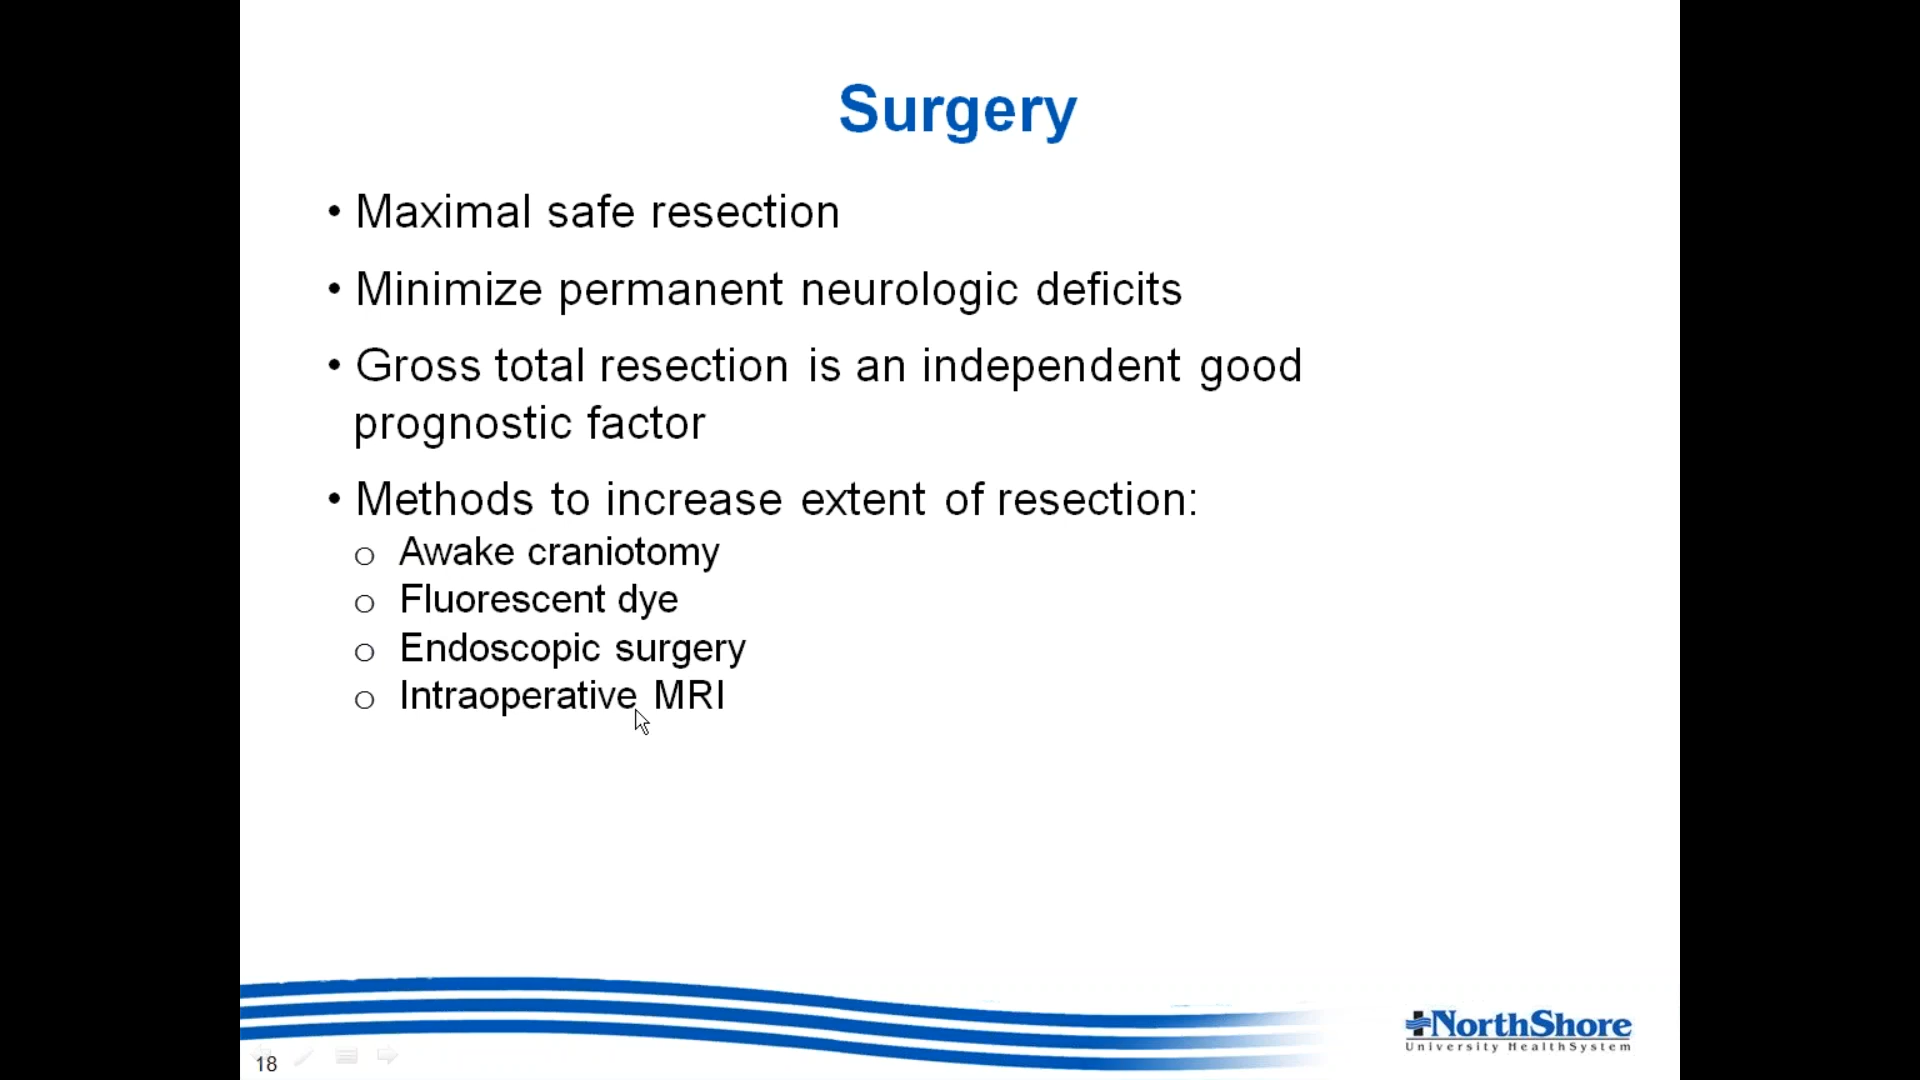 Surgery
• Maximal safe resection
• Minimize permanent neurologic deficits
• Gross total resection is an independent good
prognostic factor
• Methods to increase extent of resection:
o Awake craniotomy
o Fluorescent dye
o Endoscopic surgery
o Intraoperative MRI
NorthShore
University HealthSystem
18